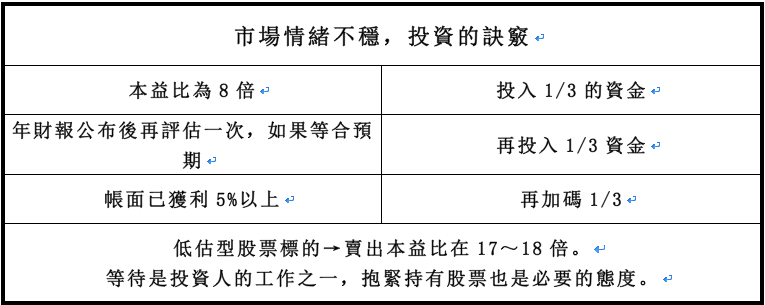 市場情緒不穩，投資的訣竅
本益比為 8 倍
投入 1/3 的資金
年財報公布後再評估一次，如果等合預
期
再投入 1/3 資金
帳面已獲利 5%以上
再加碼 1/3
低估型股票標的→賣出本益比在 17～18 倍。
等待是投資人的工作之一，抱緊持有股票也是必要的態度。